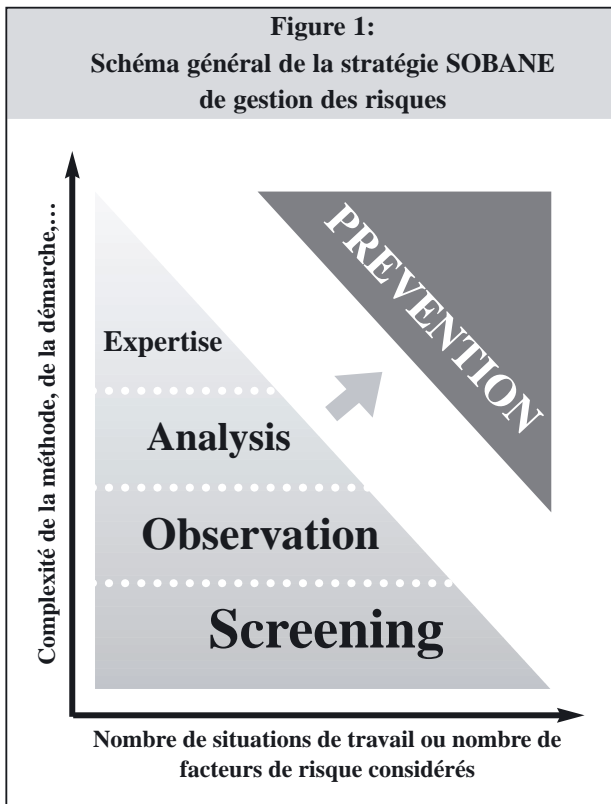 Figure 1:
Schéma général de la stratégie SOBANE
de gestion des risques
Complexité de la méthode, de la démarche,...
PREVENTION
Expertise
Analysis
Observation
Screening
Nombre de situations de travail ou nombre de
facteurs de risque considérés